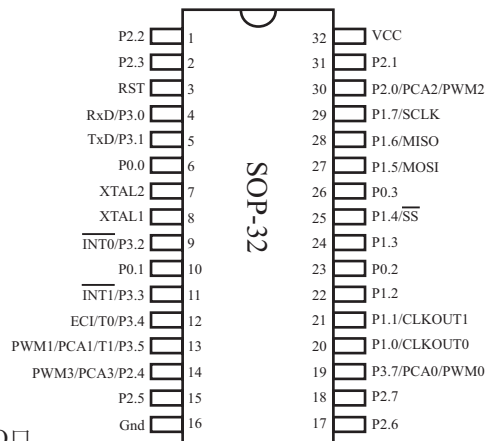 P2.2 1 32 VCC
P2.3 2 31 P2.1
RST 3 30 P2.0/PCA2/PWM2
RxD/P3.0 4 29 P1.7/SCLK
TxD/P3.1 5 28 P1.6/MISO
P0.0 6 27 P1.5/MOSI
XTAL2 7 26 P0.3
XTAL1 8 25 P1.4/SS
INT0/P3.2 9 24 P1.3
P0.1 10 23 P0.2
INT1/P3.3 11 22 P1.2
ECI/T0/P3.4 12 21 P1.1/CLKOUT1
PWM1/PCA1/T1/P3.5 13 20 P1.0/CLKOUT0
PWM3/PCA3/P2.4 14 19 P3.7/PCA0/PWM0
P2.5 15 18 P2.7
Gnd 16 17 P2.6
SOP-32